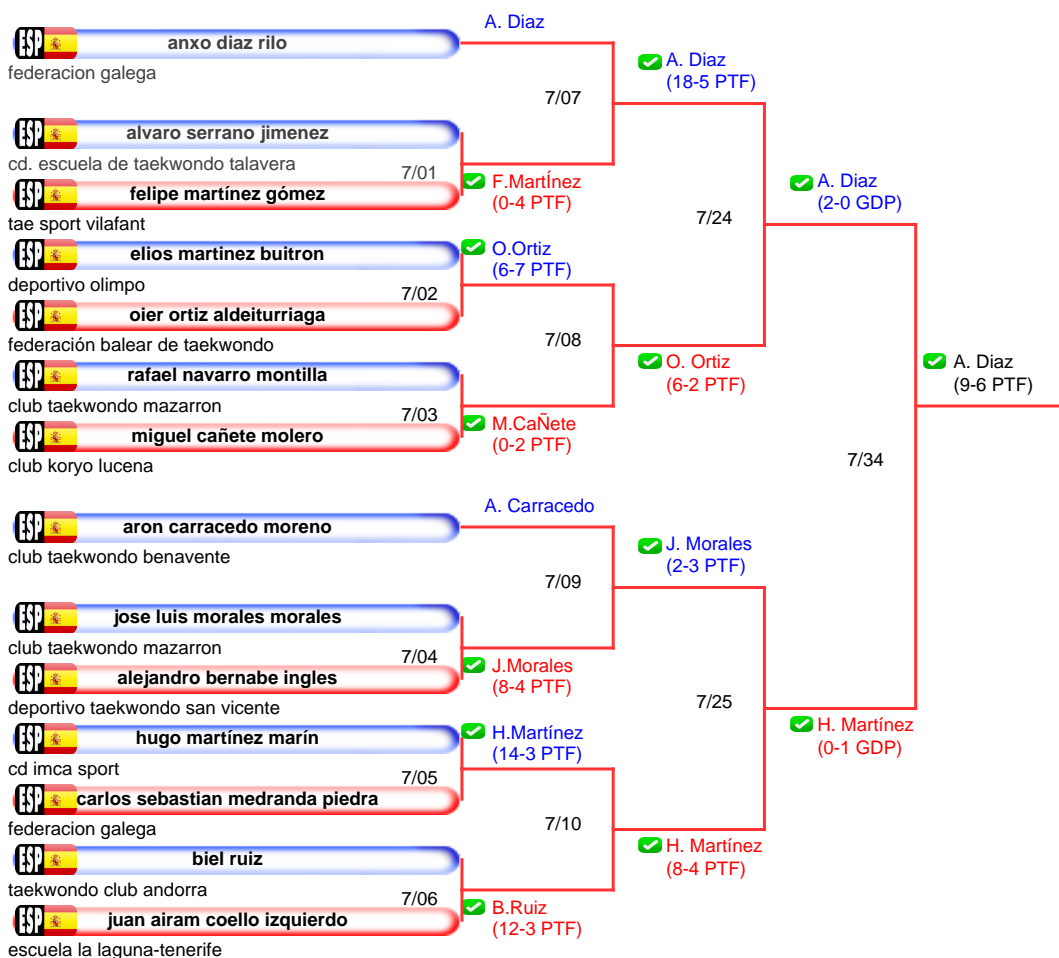 A. Diaz
ESP anxo diaz rilo
federacion galega
A. Diaz
(18-5 PTF)
7/07
ESP alvaro serrano jimenez
cd. escuela de taekwondo talavera
7/01
ESP felipe martínez gómez
tae sport vilafant
F.MartÍnez
(0-4 PTF)
A. Diaz
(2-0 GDP)
7/24
ESP elios martinez buitron
deportivo olimpo
O.Ortiz
(6-7 PTF)
7/02
ESP oier ortiz aldeiturriaga
federación balear de taekwondo
7/08
ESP rafael navarro montilla
club taekwondo mazarron
O. Ortiz
(6-2 PTF)
A. Diaz
(9-6 PTF)
7/03
ESP miguel cañete molero
club koryo lucena
M.CaÑete
(0-2 PTF)
7/34
A. Carracedo
ESP aron carracedo moreno
club taekwondo benavente
J. Morales
(2-3 PTF)
7/09
ESP jose luis morales morales
club taekwondo mazarron
7/04
ESP alejandro bernabe ingles
deportivo taekwondo san vicente
J.Morales
(8-4 PTF)
7/25
ESP hugo martínez marín
cd imca sport
H.Martínez
(14-3 PTF)
H. Martínez
(0-1 GDP)
7/05
ESP carlos sebastian medranda piedra
federacion galega
7/10
ESP biel ruiz
taekwondo club andorra
H. Martínez
(8-4 PTF)
7/06
ESP juan airam coello izquierdo
escuela la laguna-tenerife
B.Ruiz
(12-3 PTF)